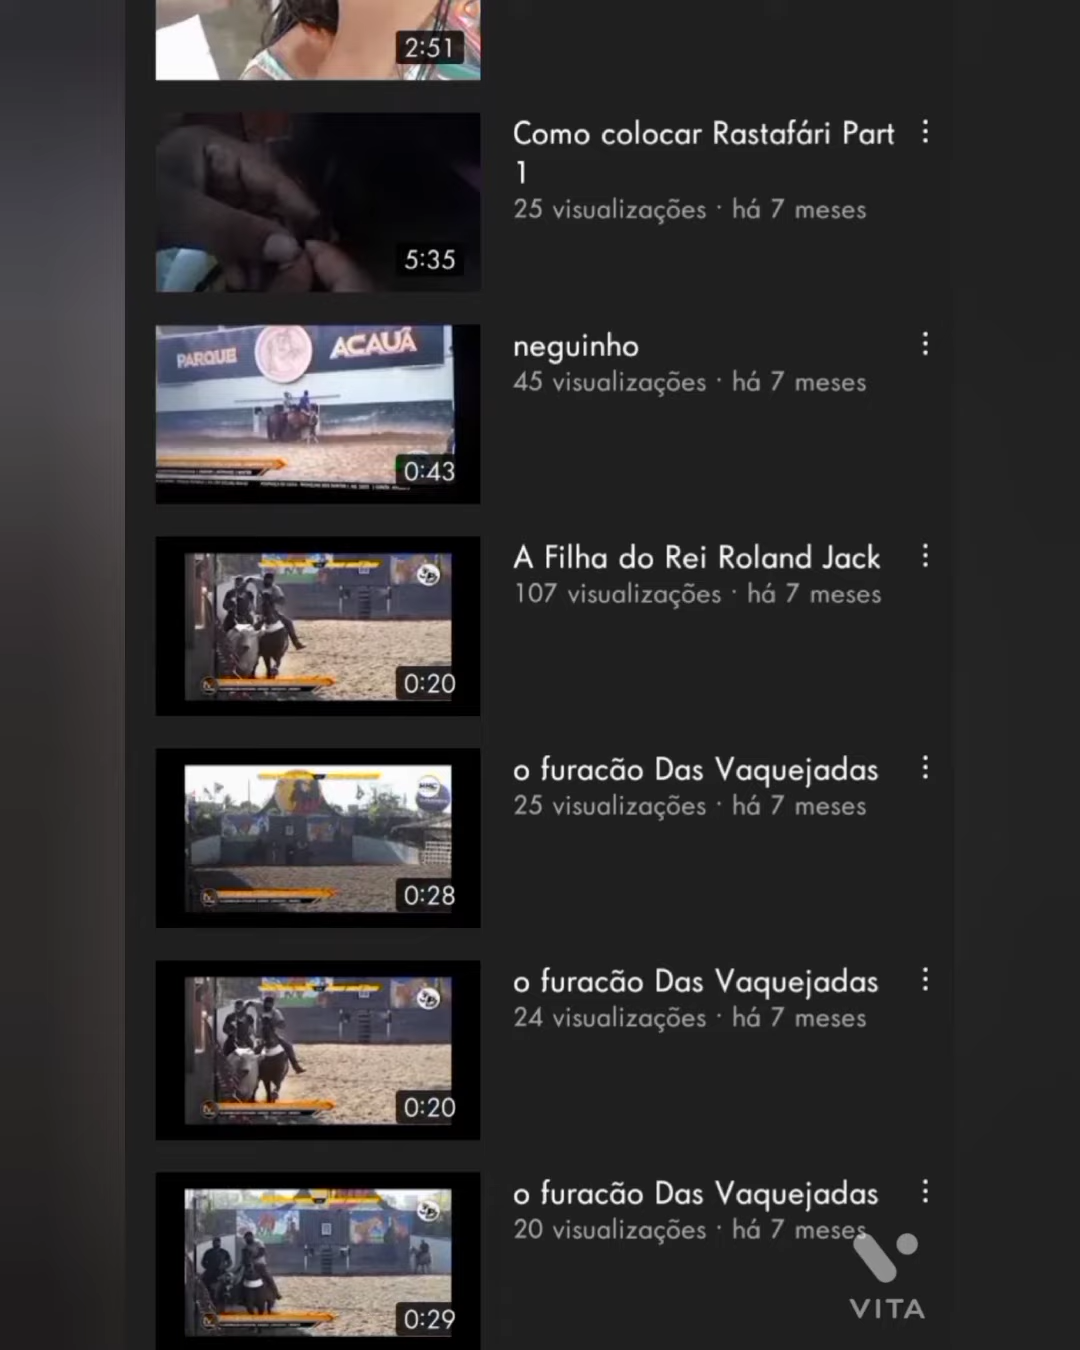 2:51
Como colocar Rastafári Part
1
25 visualizações · há 7 meses
5:35
neguinho
45 visualizações · há 7 meses
PARQUE ACAUÃ
0:43
A Filha do Rei Roland Jack
107 visualizações · há 7 meses
0:20
o furacão Das Vaquejadas
25 visualizações · há 7 meses
0:28
o furacão Das Vaquejadas
24 visualizações · há 7 meses
0:20
o furacão Das Vaquejadas
20 visualizações · há 7 meses
0:29
VITA